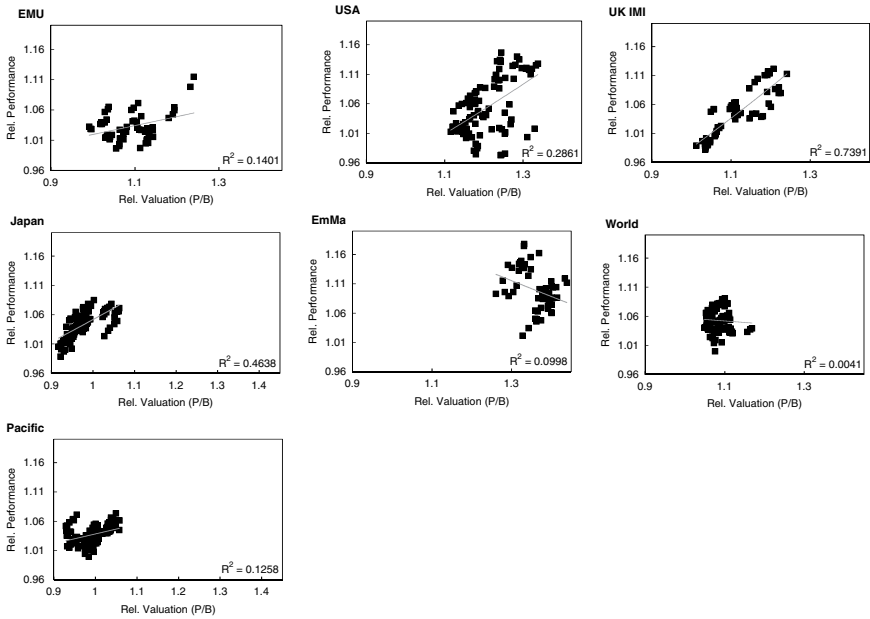 EMU
Rel. Performance
1.16
1.11
1.06
1.01
0.96
R² = 0.1401
0.9
1.1
1.3
Rel. Valuation (P/B)
USA
Rel. Performance
1.16
1.11
1.06
1.01
0.96
R² = 0.2861
0.9
1.1
1.3
Rel. Valuation (P/B)
UK IMI
Rel. Performance
1.16
1.11
1.06
1.01
0.96
R² = 0.7391
0.9
1.1
1.3
Rel. Valuation (P/B)
Japan
Rel. Performance
1.16
1.11
1.06
1.01
0.96
R² = 0.4638
0.9
1
1.1
1.2
1.3
1.4
Rel. Valuation (P/B)
EmMa
Rel. Performance
1.16
1.11
1.06
1.01
0.96
R² = 0.0998
0.9
1.1
1.3
Rel. Valuation (P/B)
World
Rel. Performance
1.16
1.11
1.06
1.01
0.96
R² = 0.0041
0.9
1.1
1.3
Rel. Valuation (P/B)
Pacific
Rel. Performance
1.16
1.11
1.06
1.01
0.96
R² = 0.1258
0.9
1
1.1
1.2
1.3
1.4
Rel. Valuation (P/B)